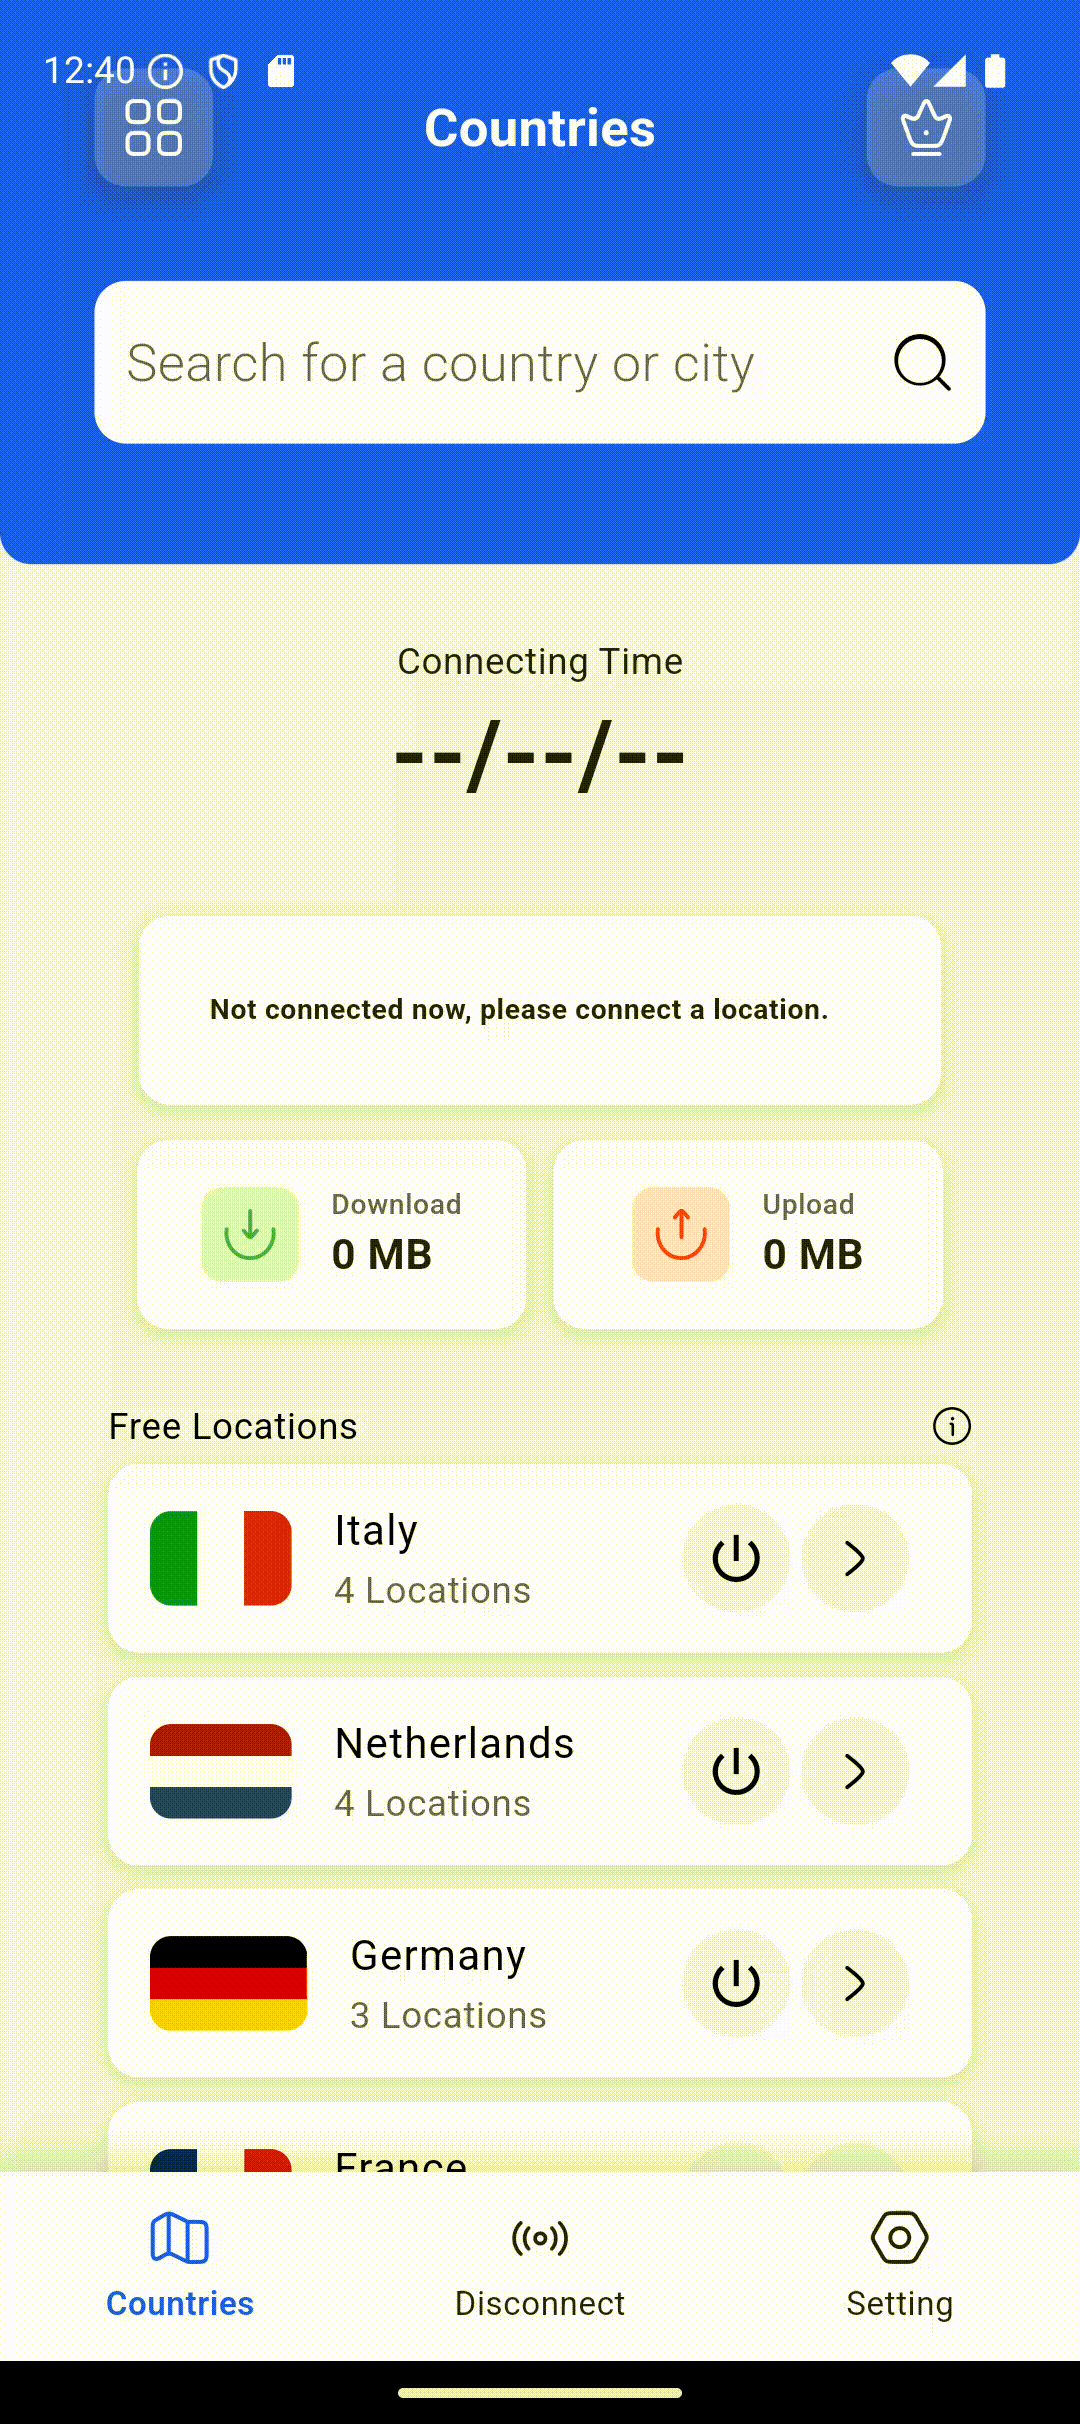 12:40
Countries
Search for a country or city
Connecting Time
--/--/--
Not connected now, please connect a location.
Download
0 MB
Upload
0 MB
Free Locations
Italy
4 Locations
Netherlands
4 Locations
Germany
3 Locations
France
Countries
Disconnect
Setting